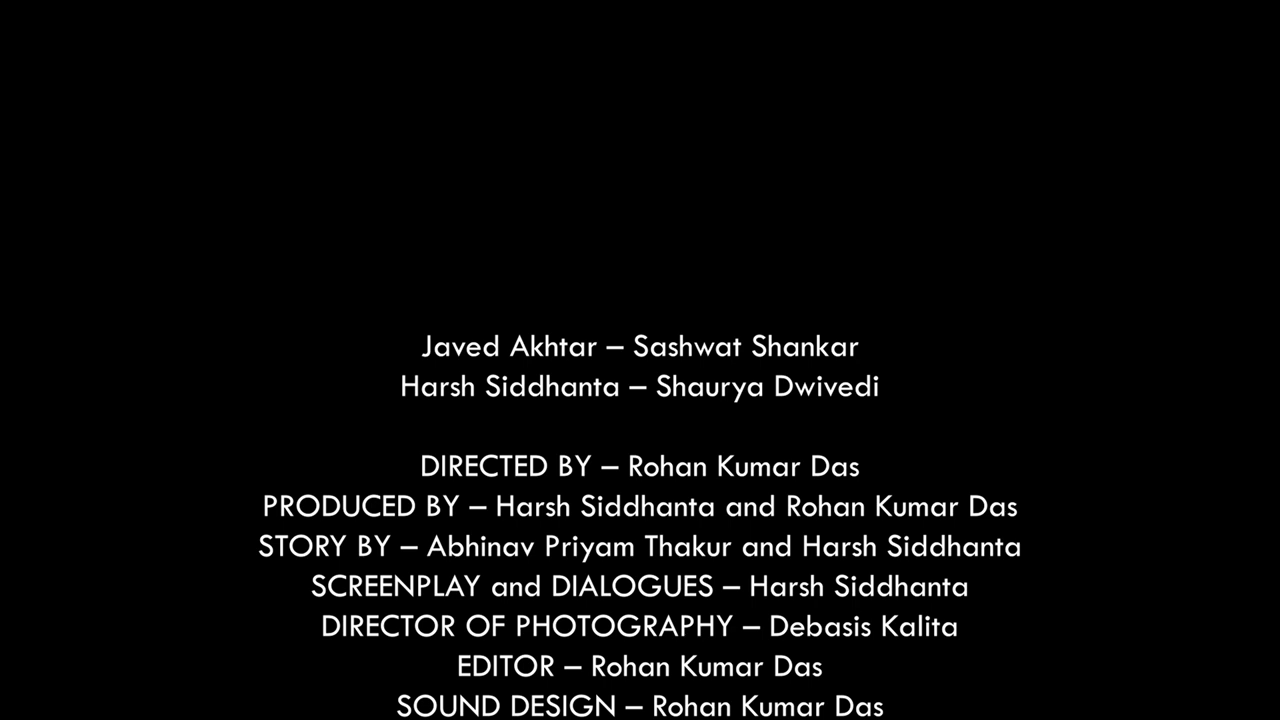 Javed Akhtar – Sashwat Shankar
Harsh Siddhanta – Shaurya Dwivedi
DIRECTED BY – Rohan Kumar Das
PRODUCED BY – Harsh Siddhanta and Rohan Kumar Das
STORY BY – Abhinav Priyam Thakur and Harsh Siddhanta
SCREENPLAY and DIALOGUES – Harsh Siddhanta
DIRECTOR OF PHOTOGRAPHY – Debasis Kalita
EDITOR – Rohan Kumar Das
SOUND DESIGN – Rohan Kumar Das